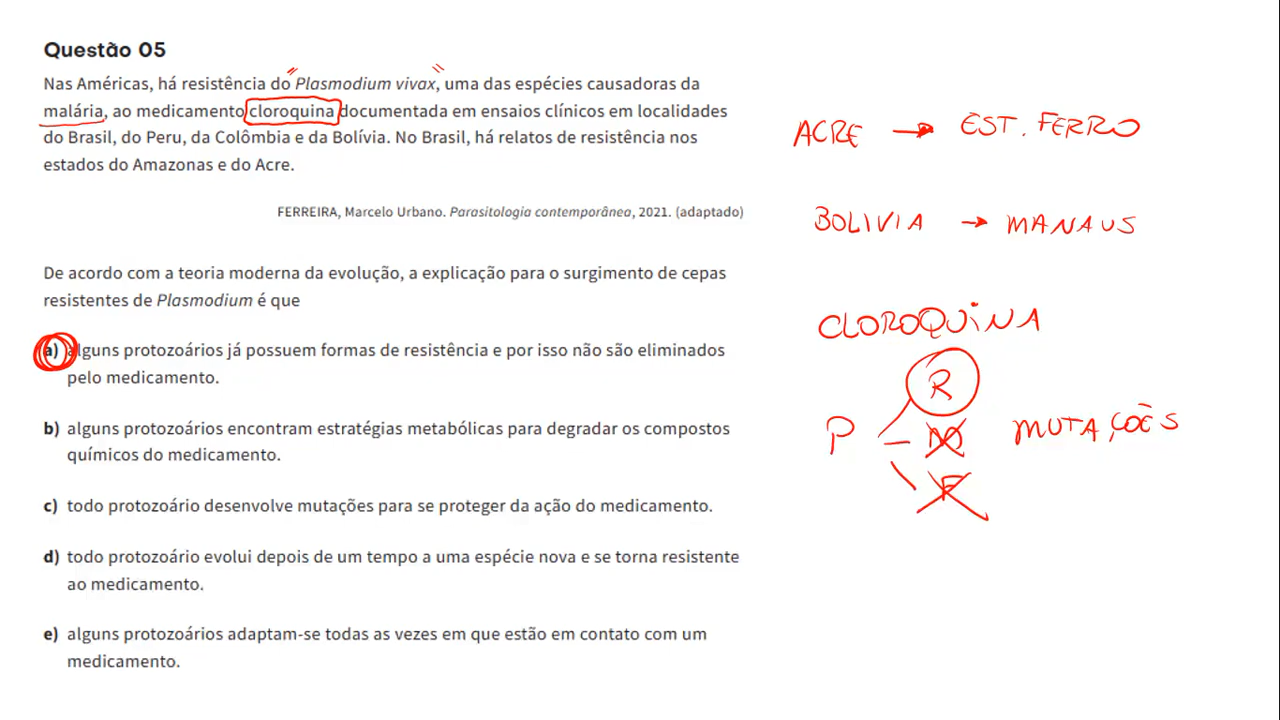 Questão 05
Nas Américas, há resistência do "Plasmodium vivax", uma das espécies causadoras da
malária, ao medicamento cloroquina documentada em ensaios clínicos em localidades
do Brasil, do Peru, da Colômbia e da Bolívia. No Brasil, há relatos de resistência nos
estados do Amazonas e do Acre.
FERREIRA, Marcelo Urbano. Parasitologia contemporânea, 2021. (adaptado)
De acordo com a teoria moderna da evolução, a explicação para o surgimento de cepas
resistentes de Plasmodium é que
a) alguns protozoários já possuem formas de resistência e por isso não são eliminados
pelo medicamento.
b) alguns protozoários encontram estratégias metabólicas para degradar os compostos
químicos do medicamento.
c) todo protozoário desenvolve mutações para se proteger da ação do medicamento.
d) todo protozoário evolui depois de um tempo a uma espécie nova e se torna resistente
ao medicamento.
e) alguns protozoários adaptam-se todas as vezes em que estão em contato com um
medicamento.
ACRE → EST. FERRO
BOLIVIA → MANAUS
CLOROQUINA
R
P
MUTAÇÕES
F